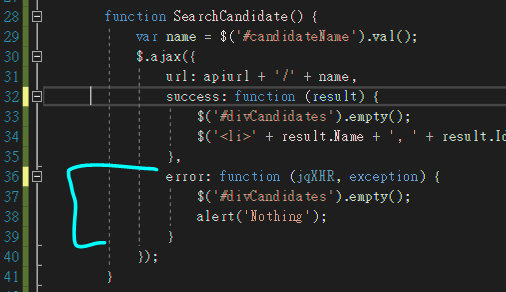 28 function SearchCandidate() {
29 var name = $('#candidateName').val();
30 $.ajax({
31 url: apiurl + '/' + name,
32 success: function (result) {
33 $('#divCandidates').empty();
34 $('<li>' + result.Name + ', ' + result.Id
35 },
36 error: function (jqXHR, exception) {
37 $('#divCandidates').empty();
38 alert('Nothing');
39 }
40 });
41 }